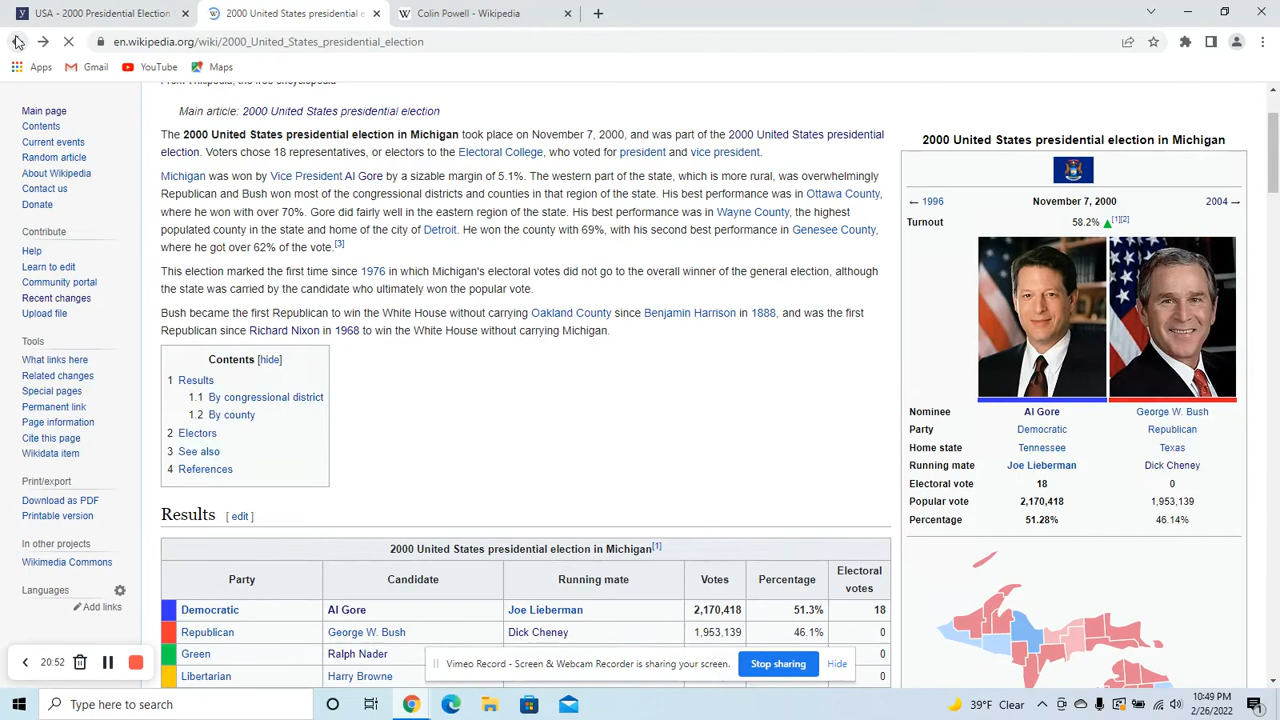 USA - 2000 Presidential Election
2000 United States presidential e
Colin Powell - Wikipedia
en.wikipedia.org/wiki/2000_United_States_presidential_election
Apps
Gmail
YouTube
Maps
Main page
Contents
Current events
Random article
About Wikipedia
Contact us
Donate
Contribute
Help
Learn to edit
Community portal
Recent changes
Upload file
Tools
What links here
Related changes
Special pages
Permanent link
Page information
Cite this page
Wikidata item
Print/export
Download as PDF
Printable version
In other projects
Wikimedia Commons
Languages
Add links
From Wikipedia, the free encyclopedia
Main article: 2000 United States presidential election
The 2000 United States presidential election in Michigan took place on November 7, 2000, and was part of the 2000 United States presidential
election. Voters chose 18 representatives, or electors to the Electoral College, who voted for president and vice president.
Michigan was won by Vice President Al Gore by a sizable margin of 5.1%. The western part of the state, which is more rural, was overwhelmingly
Republican and Bush won most of the congressional districts and counties in that region of the state. His best performance was in Ottawa County,
where he won with over 70%. Gore did fairly well in the eastern region of the state. His best performance was in Wayne County, the highest
populated county in the state and home of the city of Detroit. He won the county with 69%, with his second best performance in Genesee County,
where he got over 62% of the vote.[3]
This election marked the first time since 1976 in which Michigan's electoral votes did not go to the overall winner of the general election, although
the state was carried by the candidate who ultimately won the popular vote.
Bush became the first Republican to win the White House without carrying Oakland County since Benjamin Harrison in 1888, and was the first
Republican since Richard Nixon in 1968 to win the White House without carrying Michigan.
Contents [hide]
1 Results
1.1 By congressional district
1.2 By county
2 Electors
3 See also
4 References
Results [ edit ]
2000 United States presidential election in Michigan[1]
Party Candidate Running mate Votes Percentage Electoral votes
Democratic Al Gore Joe Lieberman 2,170,418 51.3% 18
Republican George W. Bush Dick Cheney 1,953,139 46.1% 0
Green Ralph Nader 0
Libertarian Harry Browne 0
2000 United States presidential election in Michigan
← 1996 November 7, 2000 2004 →
Turnout 58.2% [1][2]
Nominee Al Gore George W. Bush
Party Democratic Republican
Home state Tennessee Texas
Running mate Joe Lieberman Dick Cheney
Electoral vote 18 0
Popular vote 2,170,418 1,953,139
Percentage 51.28% 46.14%
20:52
Vimeo Record - Screen & Webcam Recorder is sharing your screen.
Stop sharing
Hide
Type here to search
39°F Clear
10:49 PM
2/26/2022
1